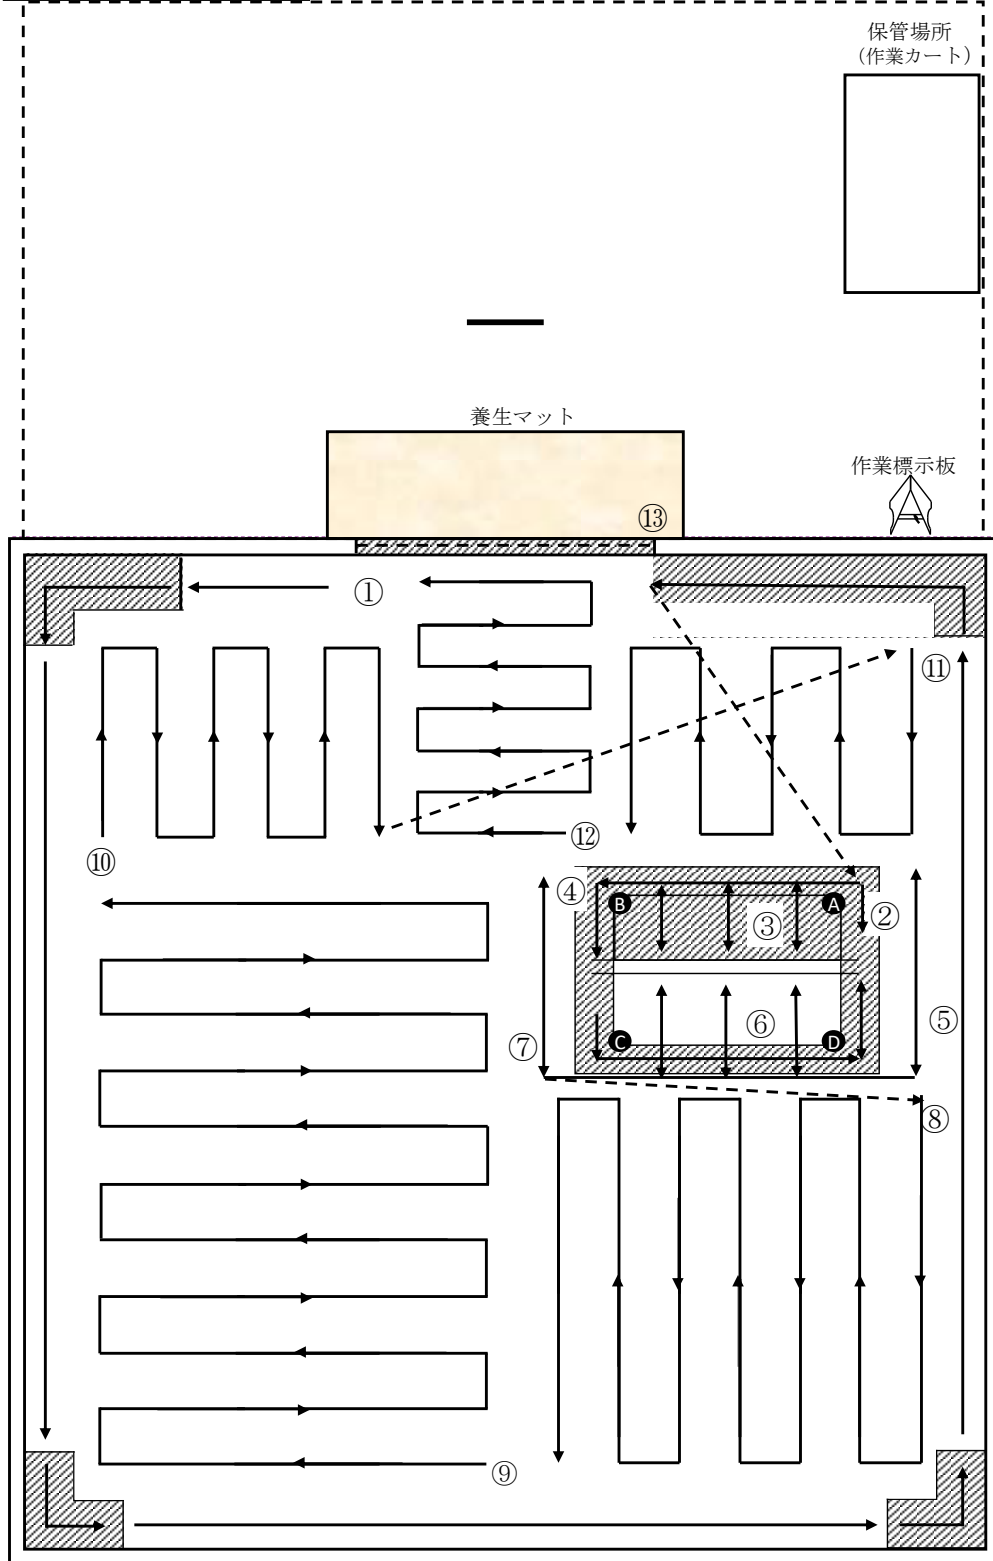 保管場所
（作業カート）
養生マット
作業標示板
⑬
①
⑪
⑫
⑩
④
B
A
②
③
⑤
⑥
⑦
C
D
⑧
⑨